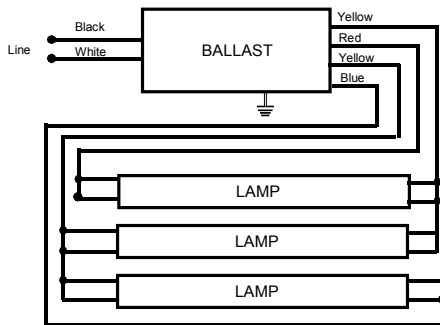 Black
Line
White
BALLAST
Yellow
Red
Yellow
Blue
LAMP
LAMP
LAMP